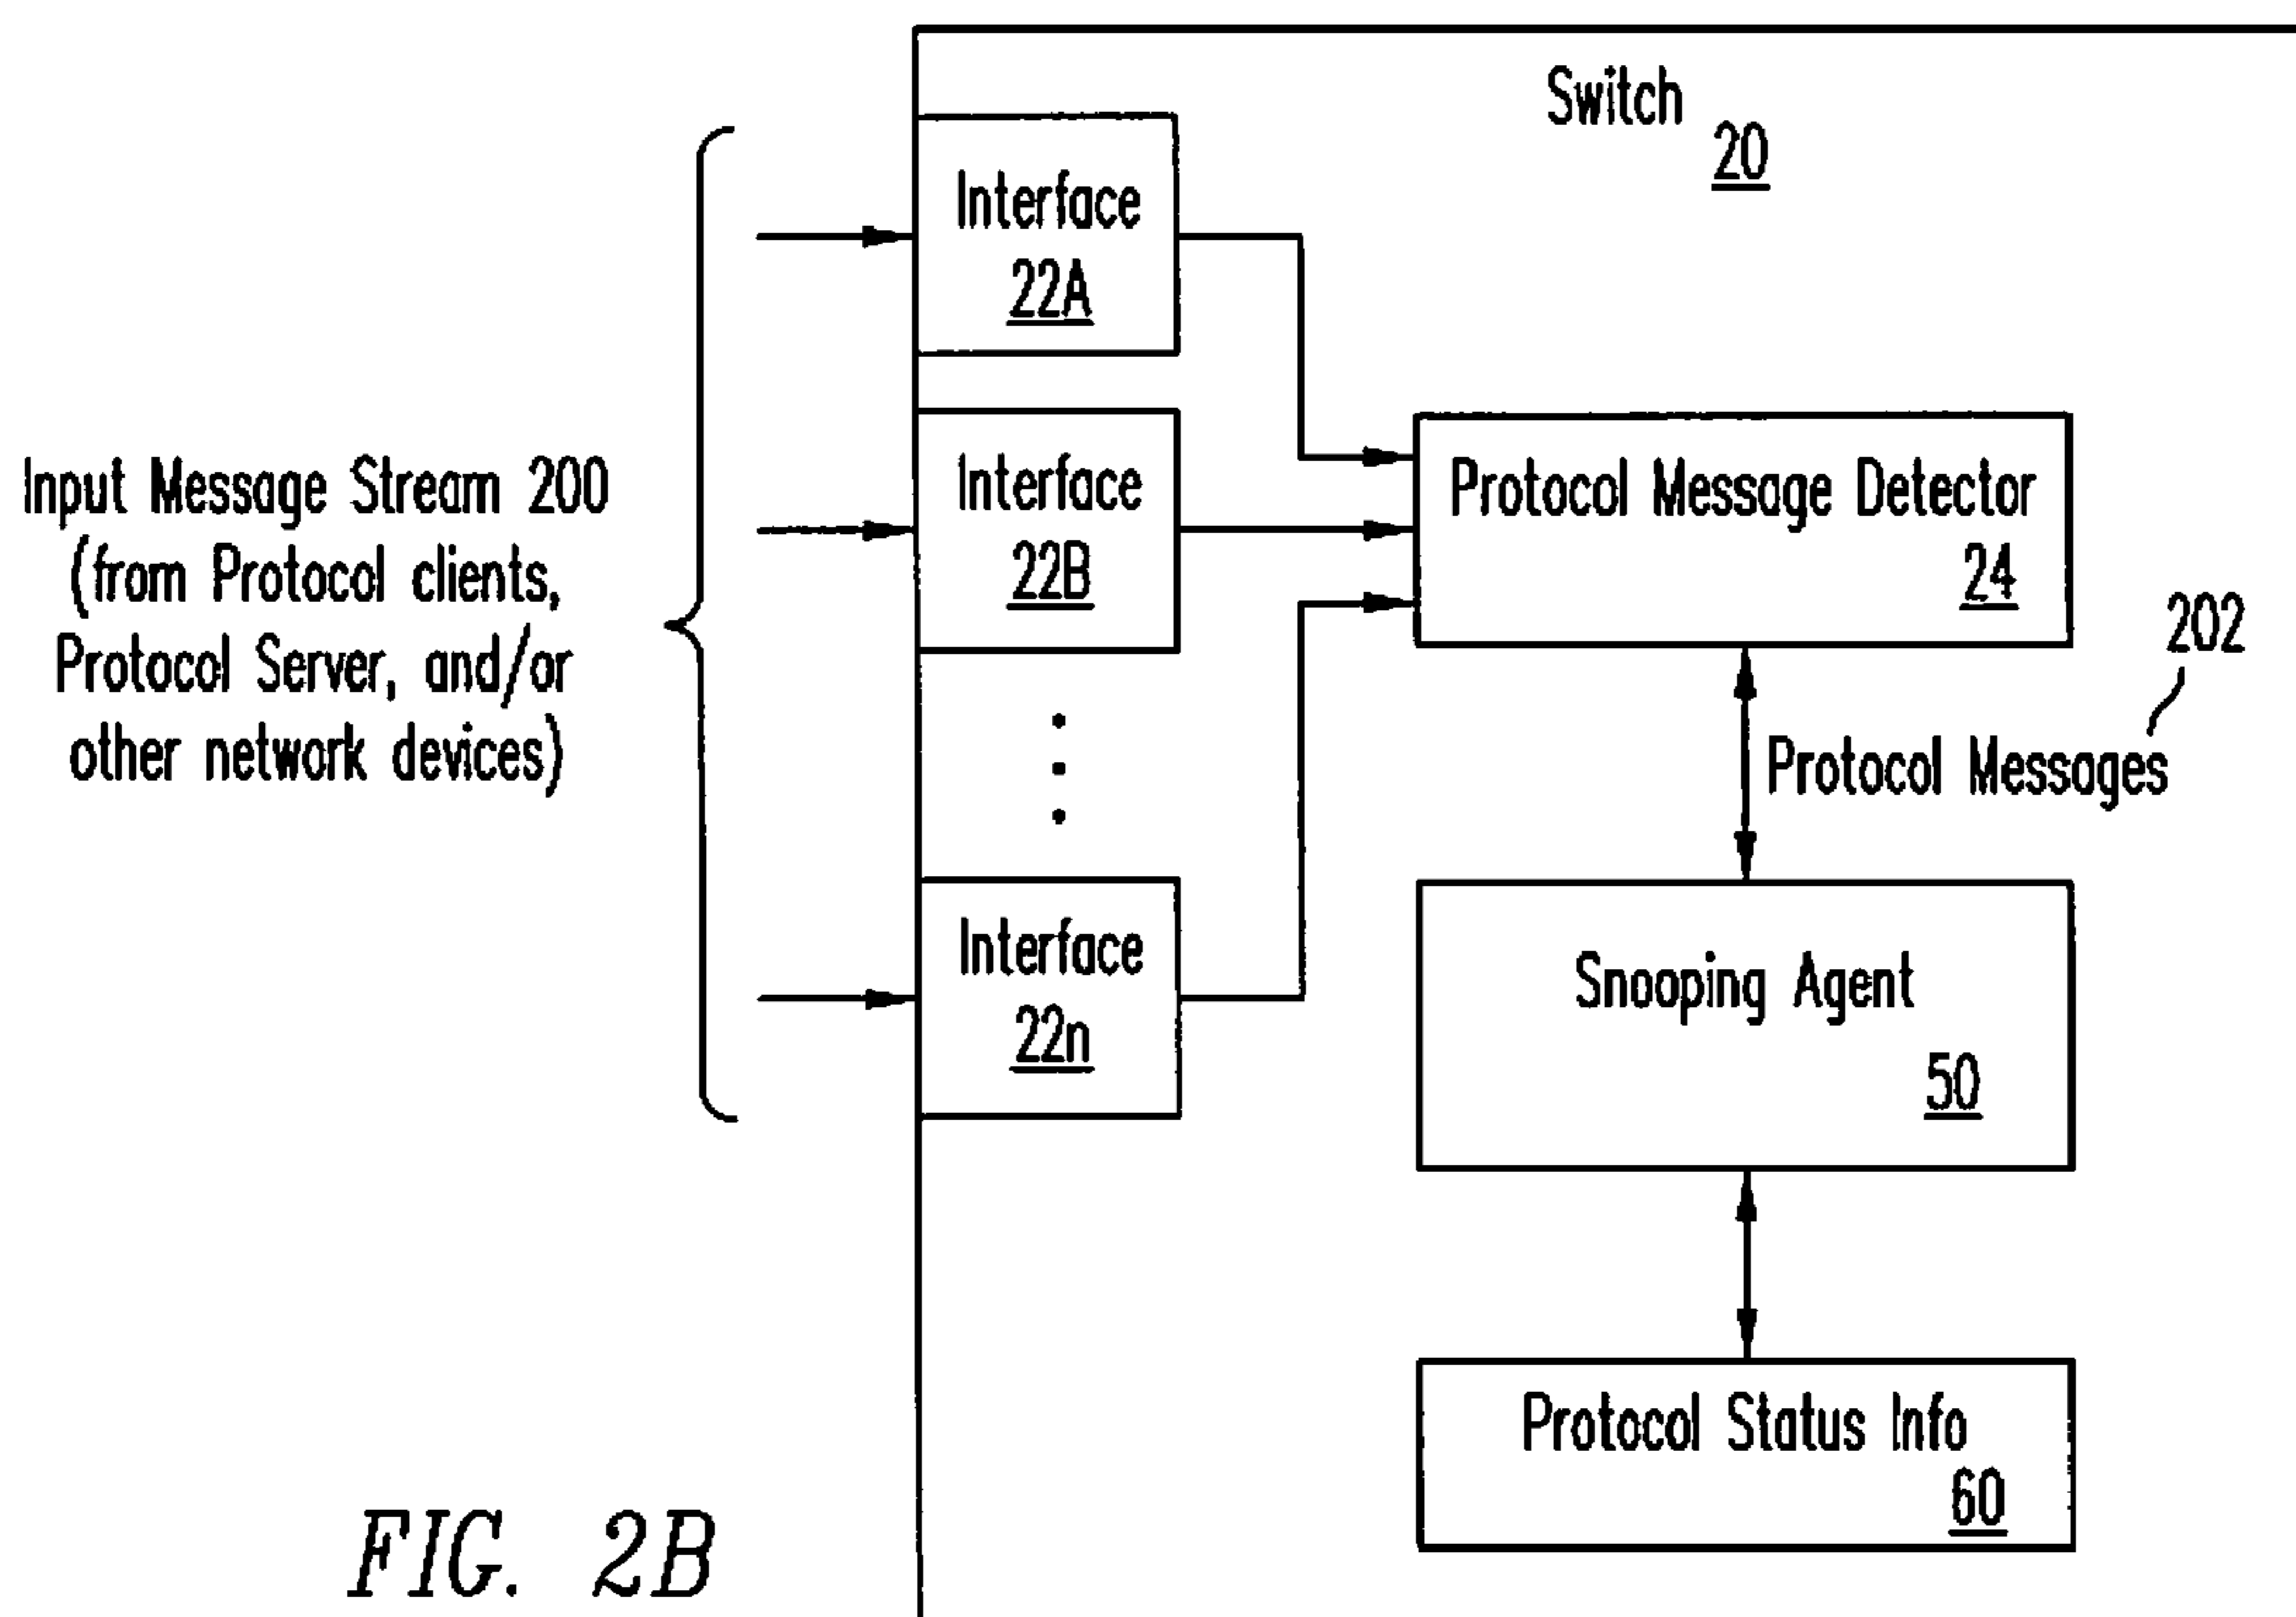 Switch
20
Interface
22A
Interface
22B
Input Message Stream 200
(from Protocol clients,
Protocol Server, and/or
other network devices)
Protocol Message Detector
24
202
Protocol Messages
Interface
22n
Snooping Agent
50
Protocol Status Info
60
FIG. 2B